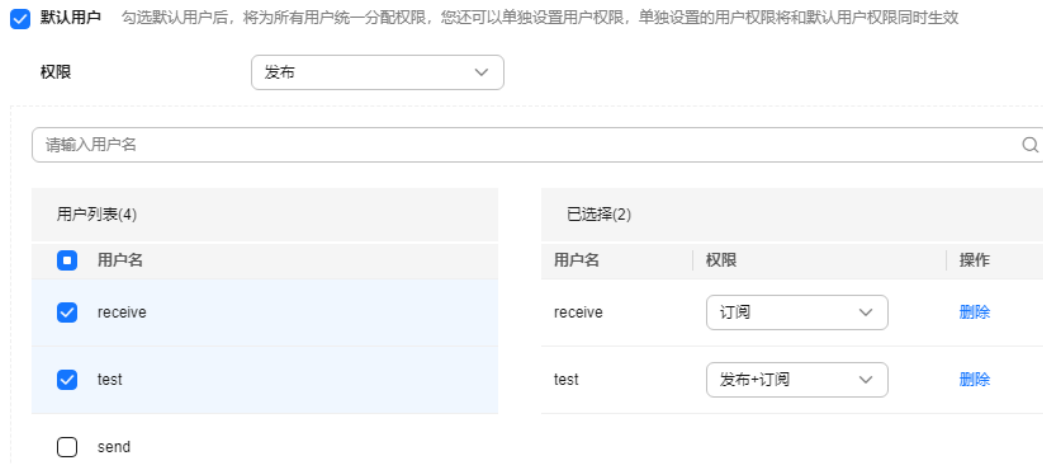 默认用户 勾选默认用户后，将为所有用户统一分配权限，您还可以单独设置用户权限，单独设置的用户权限将和默认用户权限同时生效
权限 发布
请输入用户名
用户列表(4) 已选择(2)
用户名 用户名 权限 操作
receive receive 订阅 删除
test test 发布+订阅 删除
send